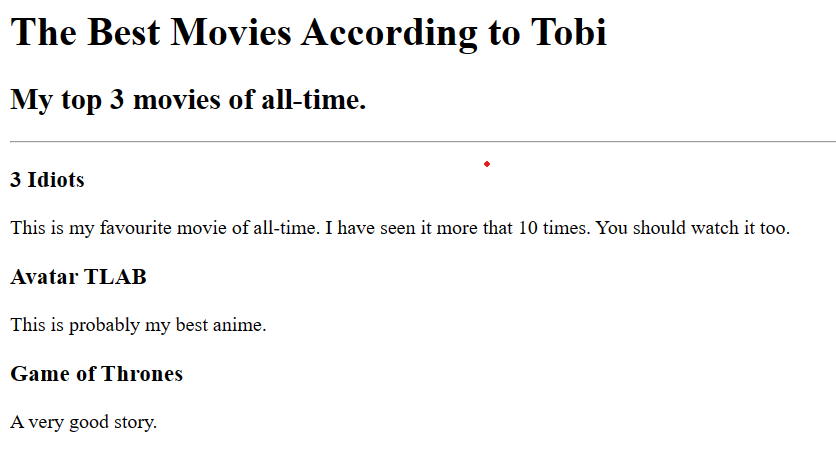 The Best Movies According to Tobi
My top 3 movies of all-time.
3 Idiots
This is my favourite movie of all-time. I have seen it more that 10 times. You should watch it too.
Avatar TLAB
This is probably my best anime.
Game of Thrones
A very good story.